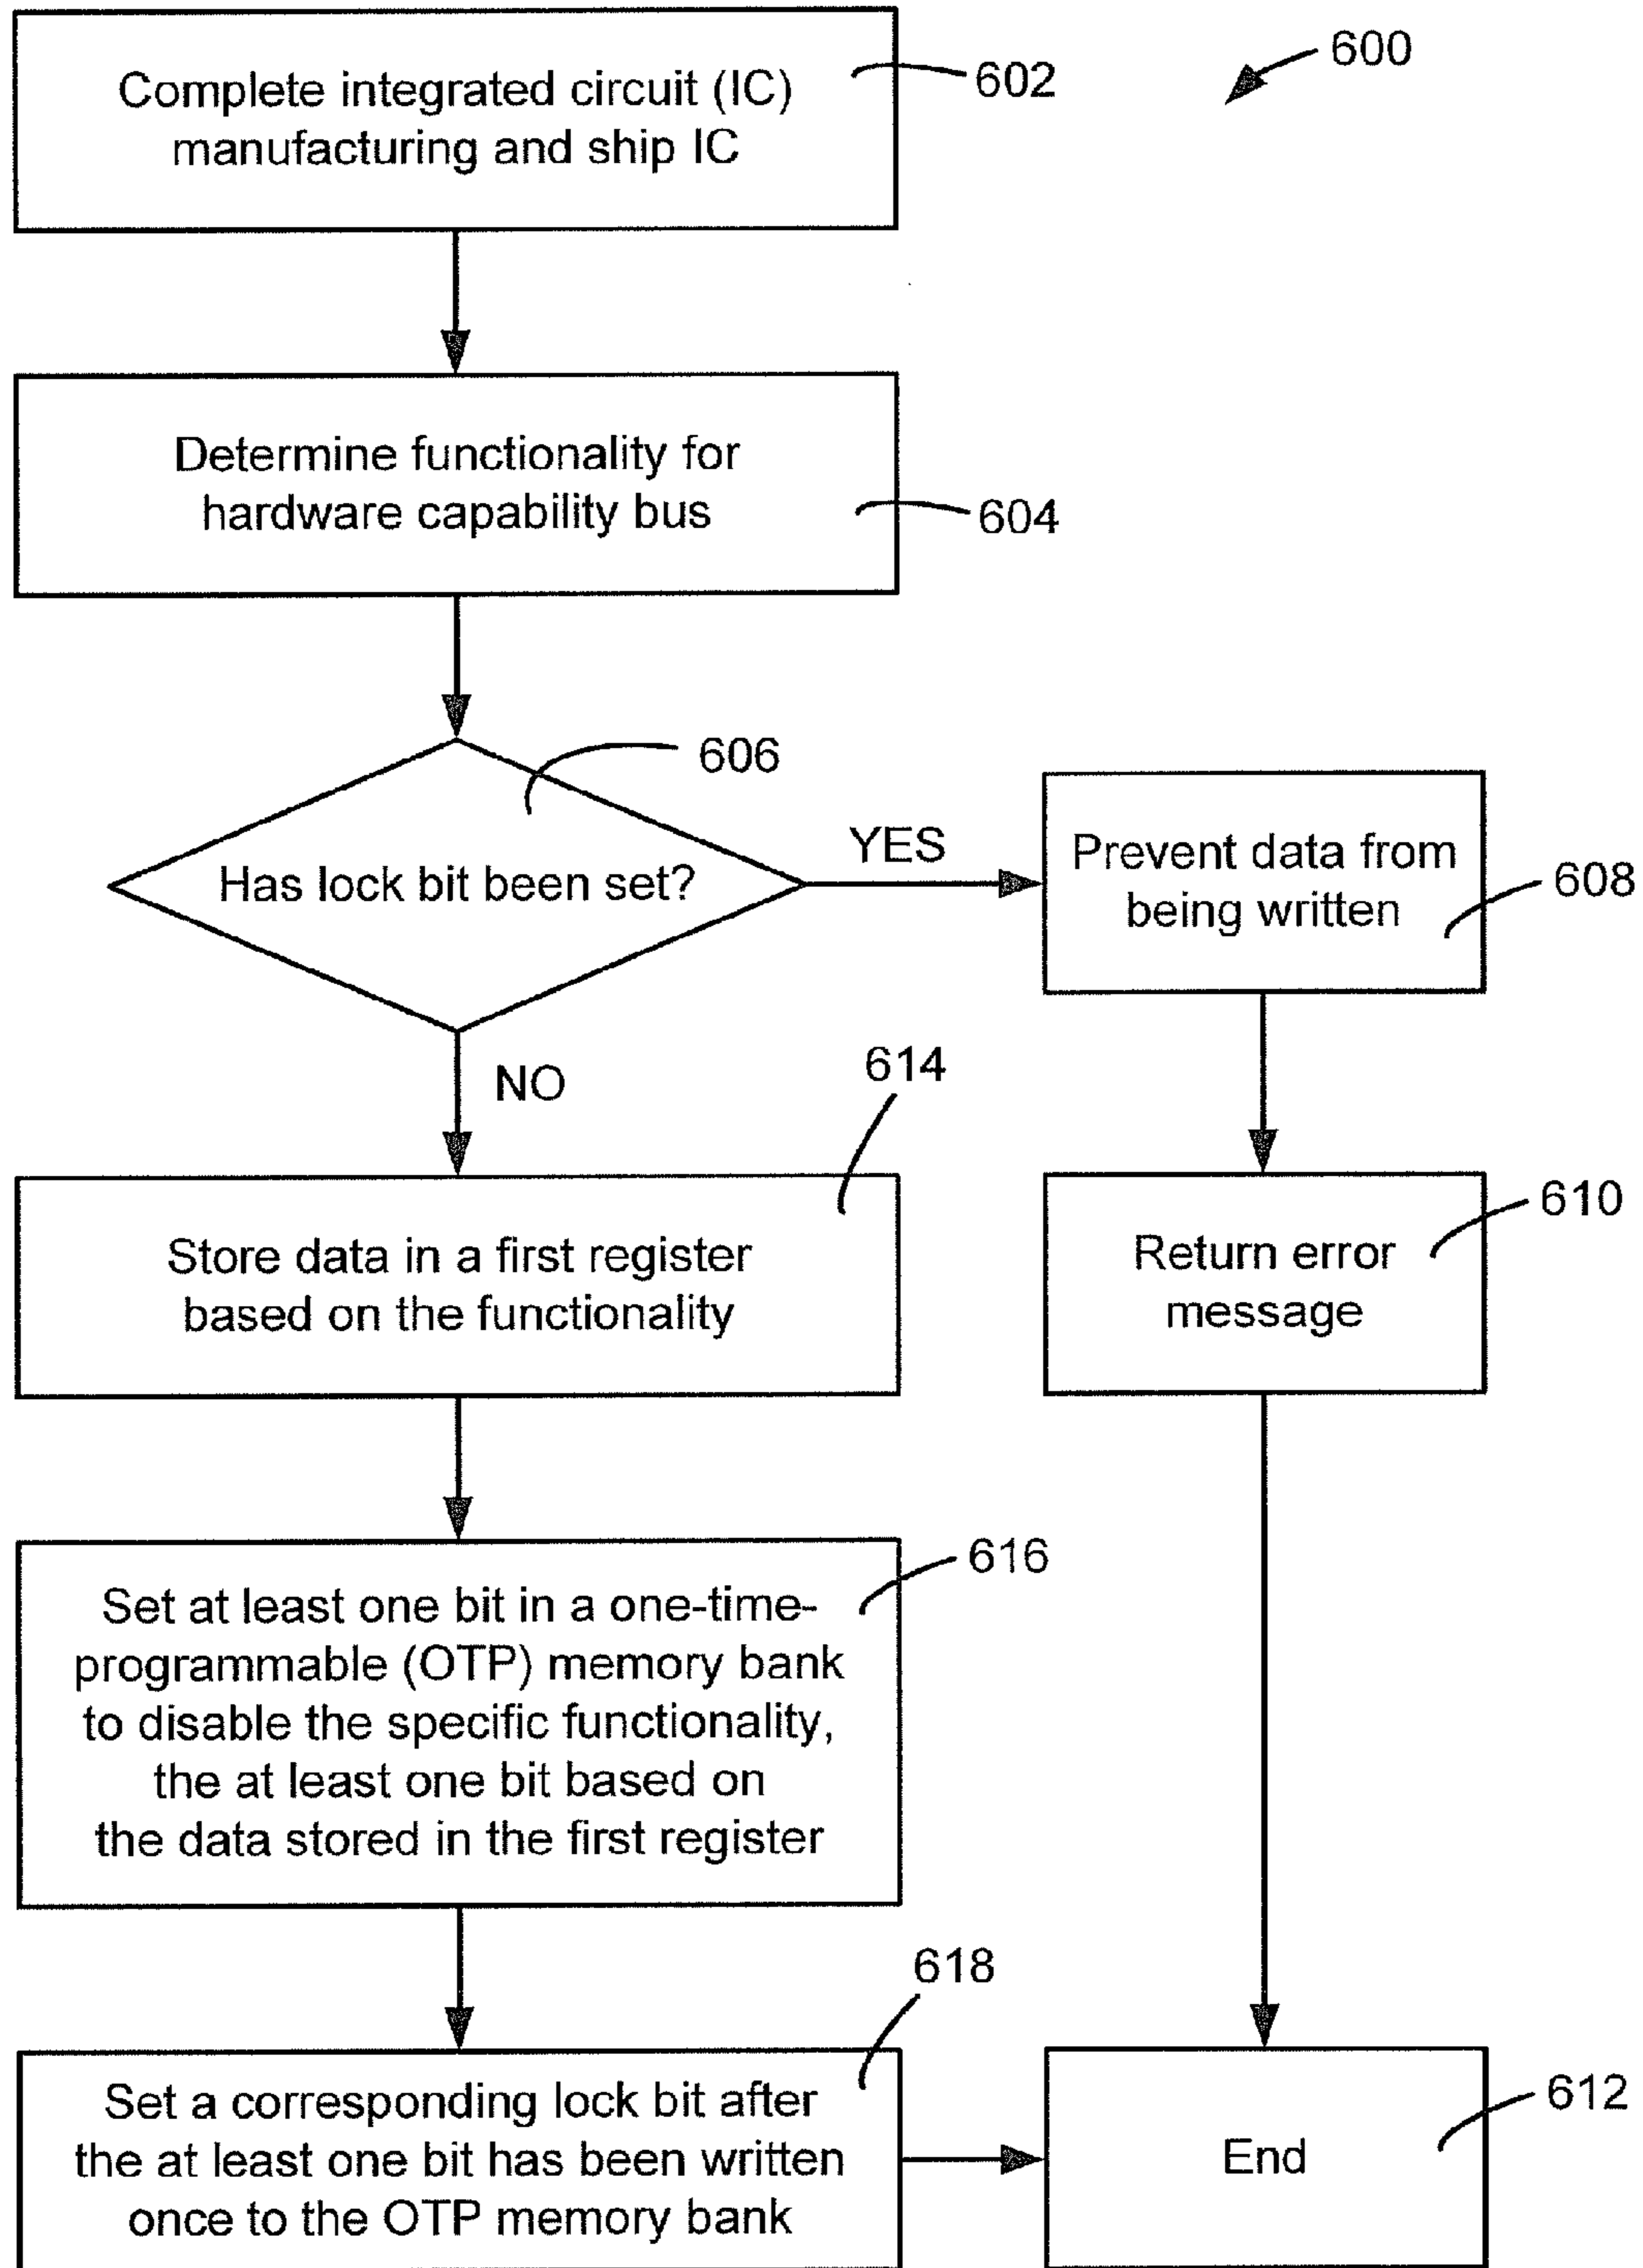 600
Complete integrated circuit (IC)
manufacturing and ship IC
602
Determine functionality for
hardware capability bus
604
606
Has lock bit been set?
YES
Prevent data from
being written
608
NO
614
Store data in a first register
based on the functionality
610
Return error
message
616
Set at least one bit in a one-time-
programmable (OTP) memory bank
to disable the specific functionality,
the at least one bit based on
the data stored in the first register
618
Set a corresponding lock bit after
the at least one bit has been written
once to the OTP memory bank
612
End